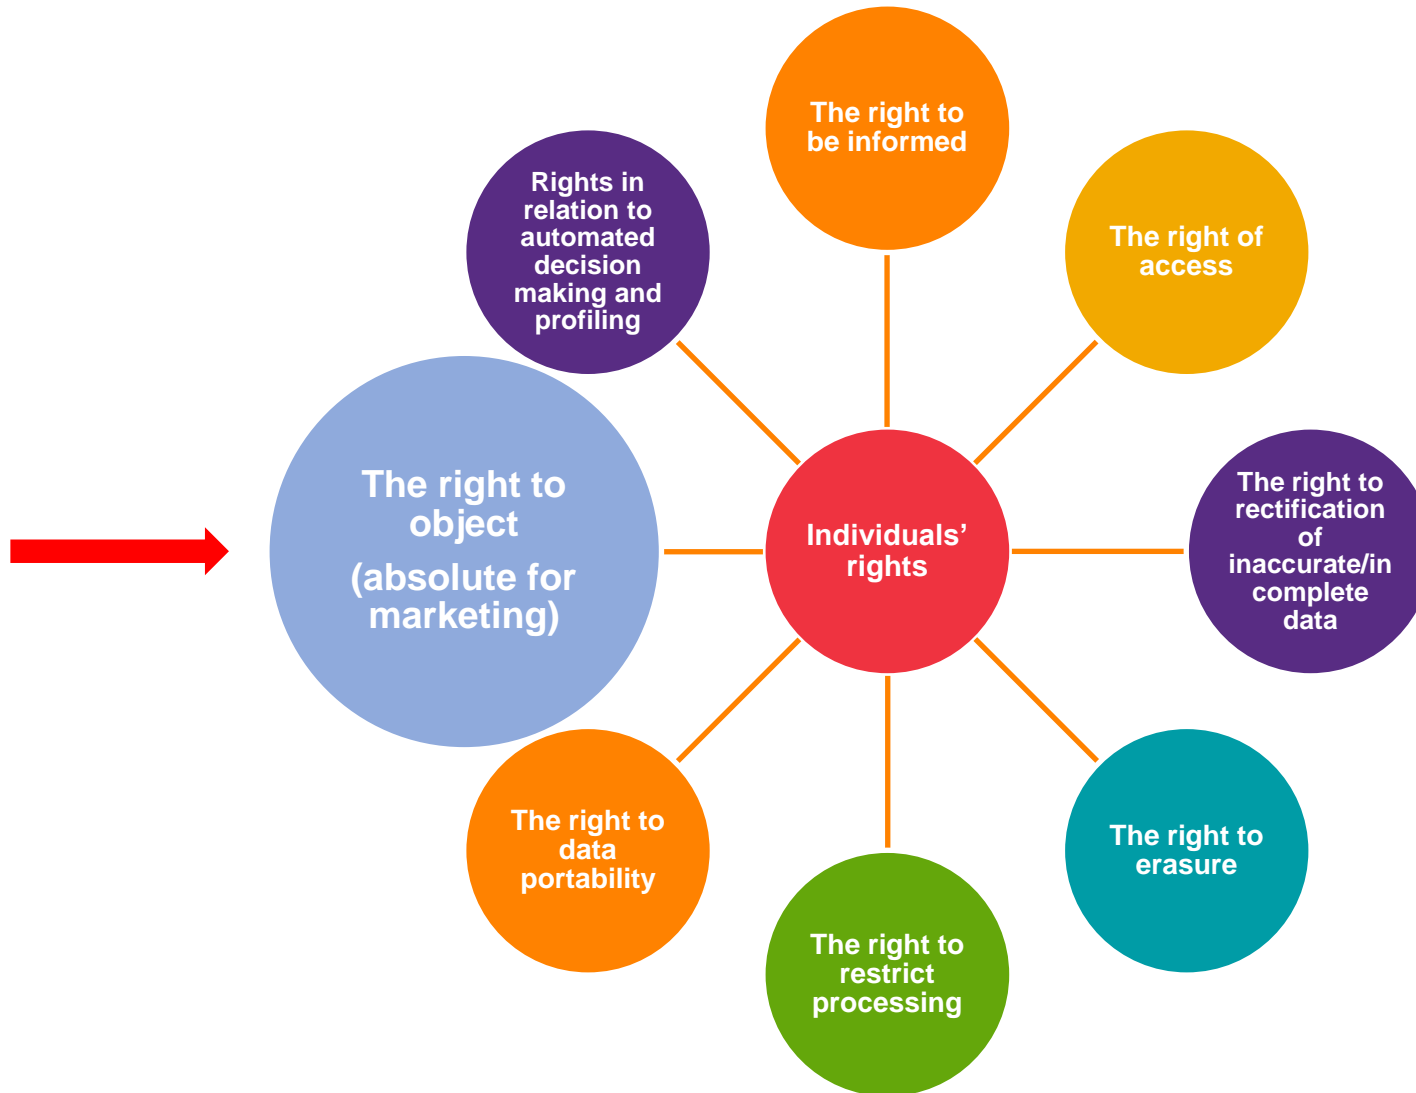 The right to
be informed
Rights in
relation to
automated
decision
making and
profiling
The right of
access
The right to
object
(absolute for
marketing)
Individuals’
rights
The right to
rectification
of
inaccurate/in
complete
data
The right to
data
portability
The right to
erasure
The right to
restrict
processing